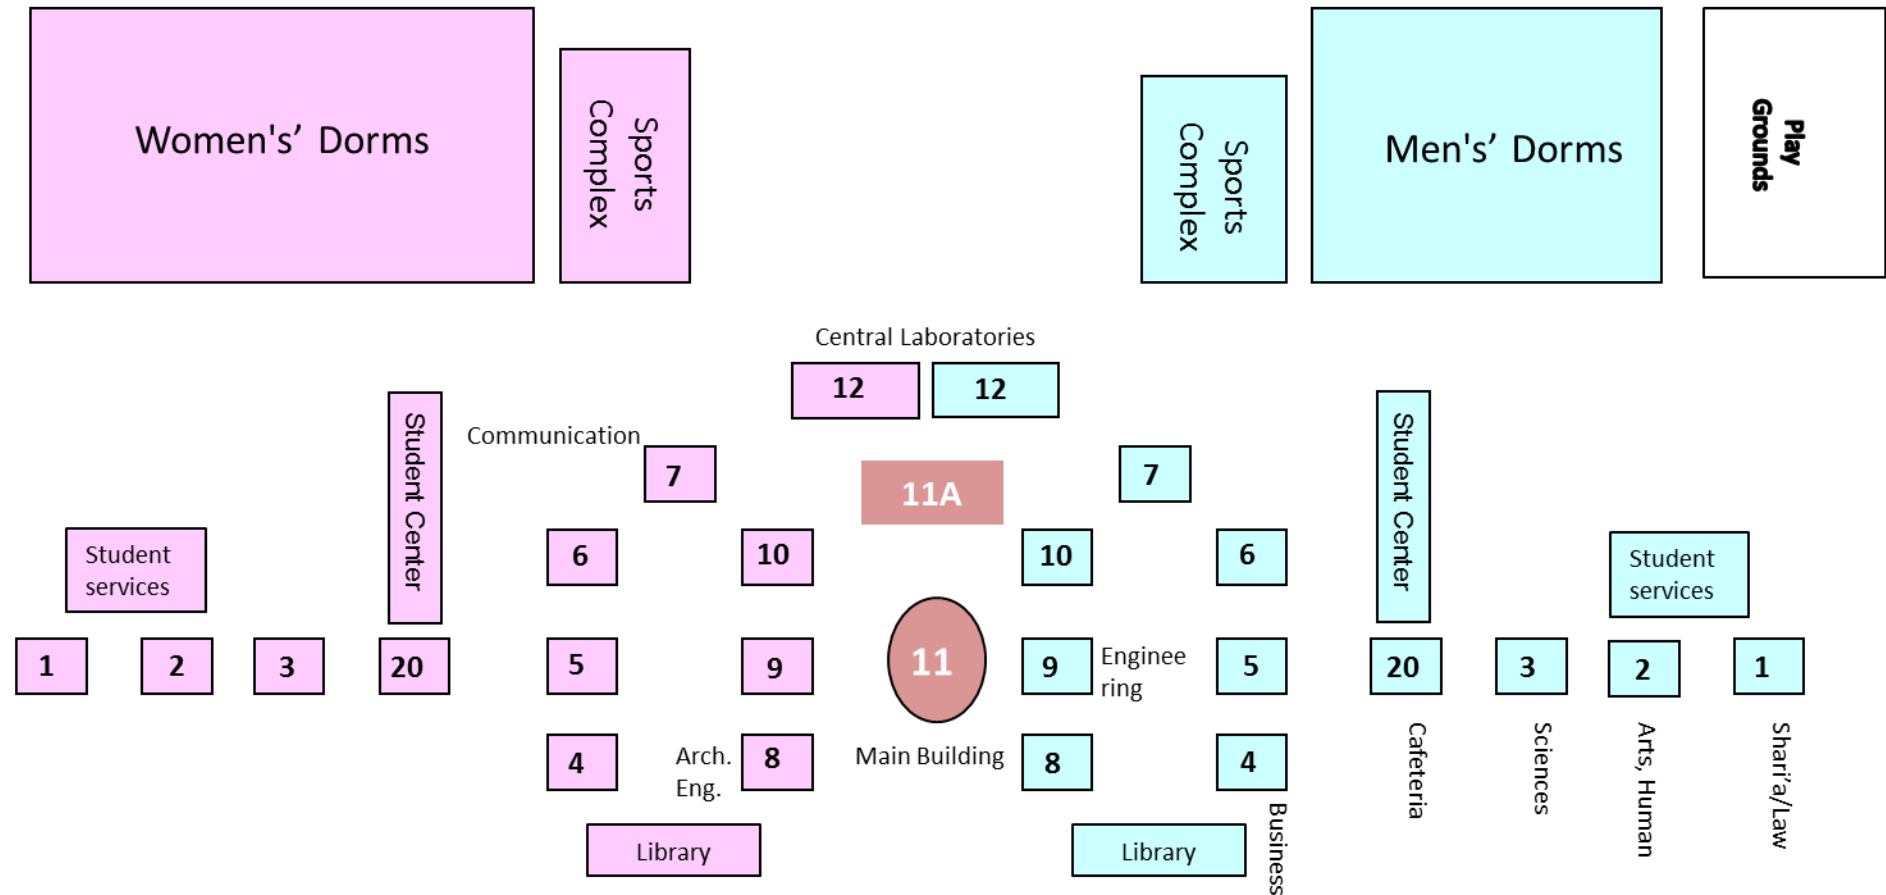 Women's’ Dorms
Sports
Complex
Sports
Complex
Men's’ Dorms
Play
Grounds
Central Laboratories
12
12
Student Center
Communication
7
11A
7
Student Center
Student
services
6
10
10
6
Student
services
1
2
3
20
5
9
11
9
Enginee
ring
5
20
3
2
1
4
Arch.
Eng.
8
Main Building
8
4
Business
Cafeteria
Sciences
Arts, Human
Shari’a/Law
Library
Library